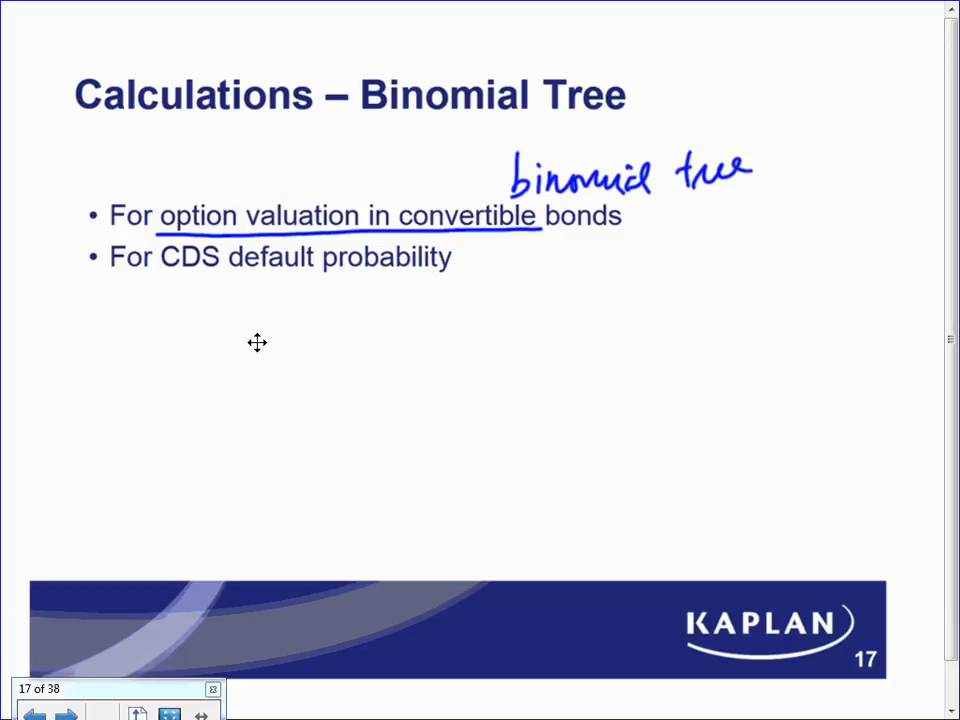 Calculations – Binomial Tree
binomial tree
• For option valuation in convertible bonds
• For CDS default probability
KAPLAN
17
17 of 38